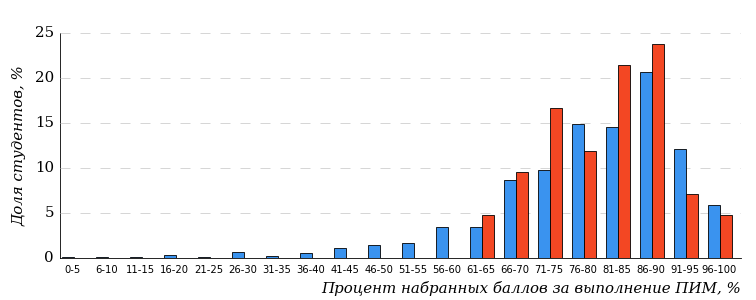 Доля студентов, %
25
20
15
10
5
0
0-5 6-10 11-15 16-20 21-25 26-30 31-35 36-40 41-45 46-50 51-55 56-60 61-65 66-70 71-75 76-80 81-85 86-90 91-95 96-100
Процент набранных баллов за выполнение ПИМ, %